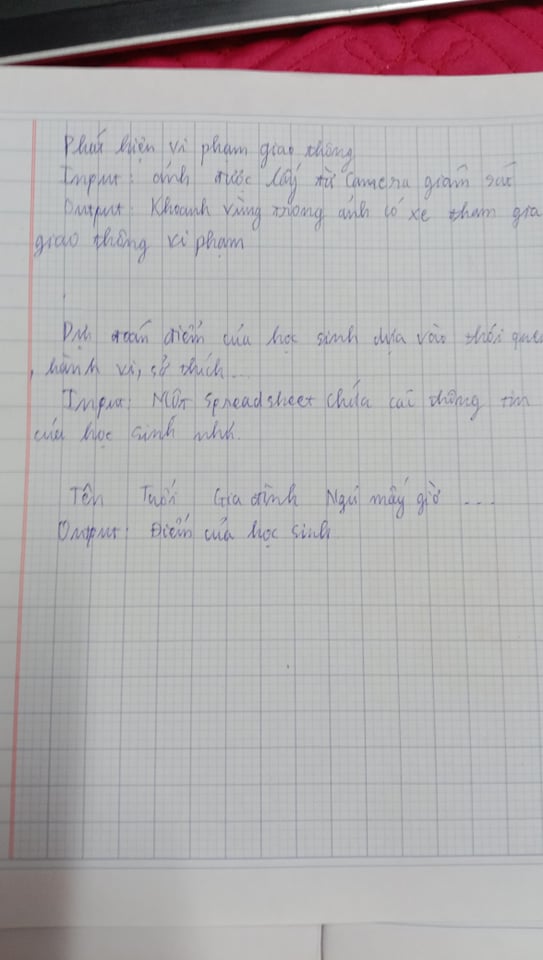 Phát hiện vi phạm giao thông
Input: ảnh được lấy từ camera giám sát
Output: Khoanh vùng trong ảnh có xe tham gia
giao thông vi phạm
Dự đoán điểm của học sinh dựa vào thói quen
, hành vi, sở thích...
Input: Một Spreadsheet chứa các thông tin
của học sinh như.
Tên Tuổi Gia đình Ngủ mấy giờ ...
Output: Điểm của học sinh